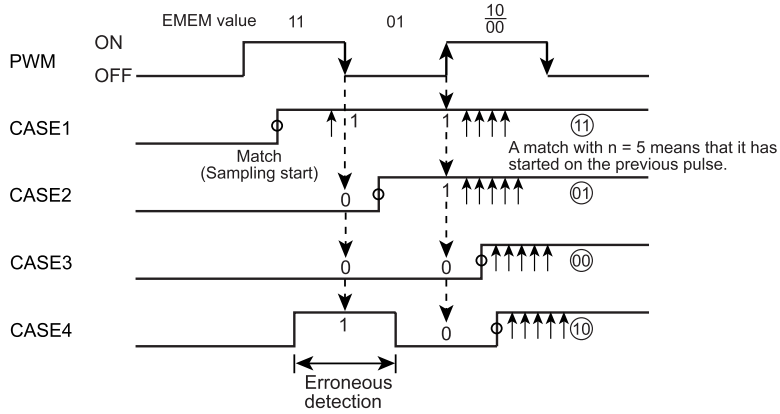 EMEM value 11 01 10
00
ON
PWM
OFF
CASE1 1 1 11
Match
(Sampling start)
A match with n = 5 means that it has
started on the previous pulse.
CASE2 0 1 01
CASE3 0 0 00
CASE4 1 0 10
Erroneous
detection